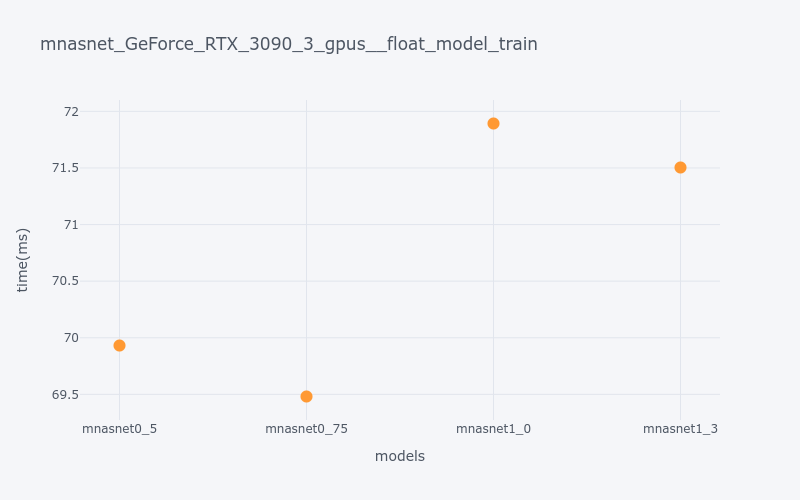 mnasnet_GeForce_RTX_3090_3_gpus__float_model_train
72
71.5
71
70.5
70
69.5
time(ms)
mnasnet0_5 mnasnet0_75 mnasnet1_0 mnasnet1_3
models